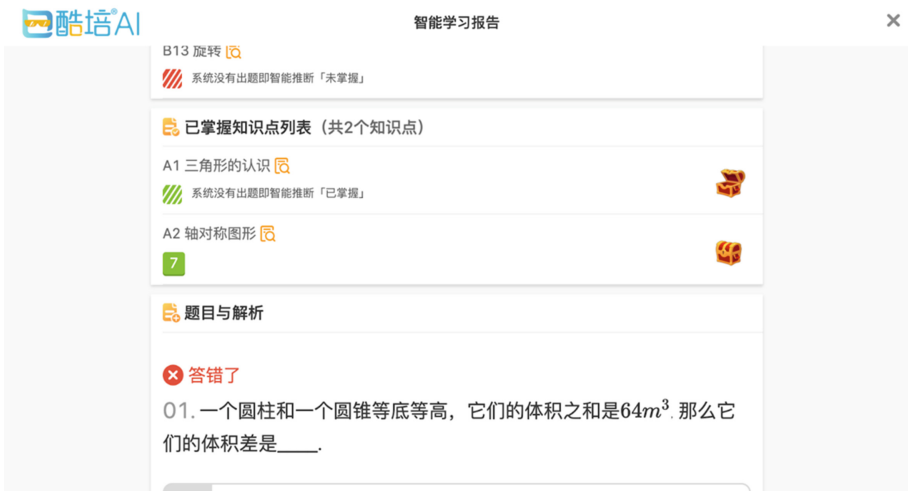 酷培AI
智能学习报告
B13 旋转
系统没有出题即智能推断「未掌握」
已掌握知识点列表（共2个知识点）
A1 三角形的认识
系统没有出题即智能推断「已掌握」
A2 轴对称图形
7
题目与解析
答错了
01. 一个圆柱和一个圆锥等底等高，它们的体积之和是64m³. 那么它
们的体积差是____.